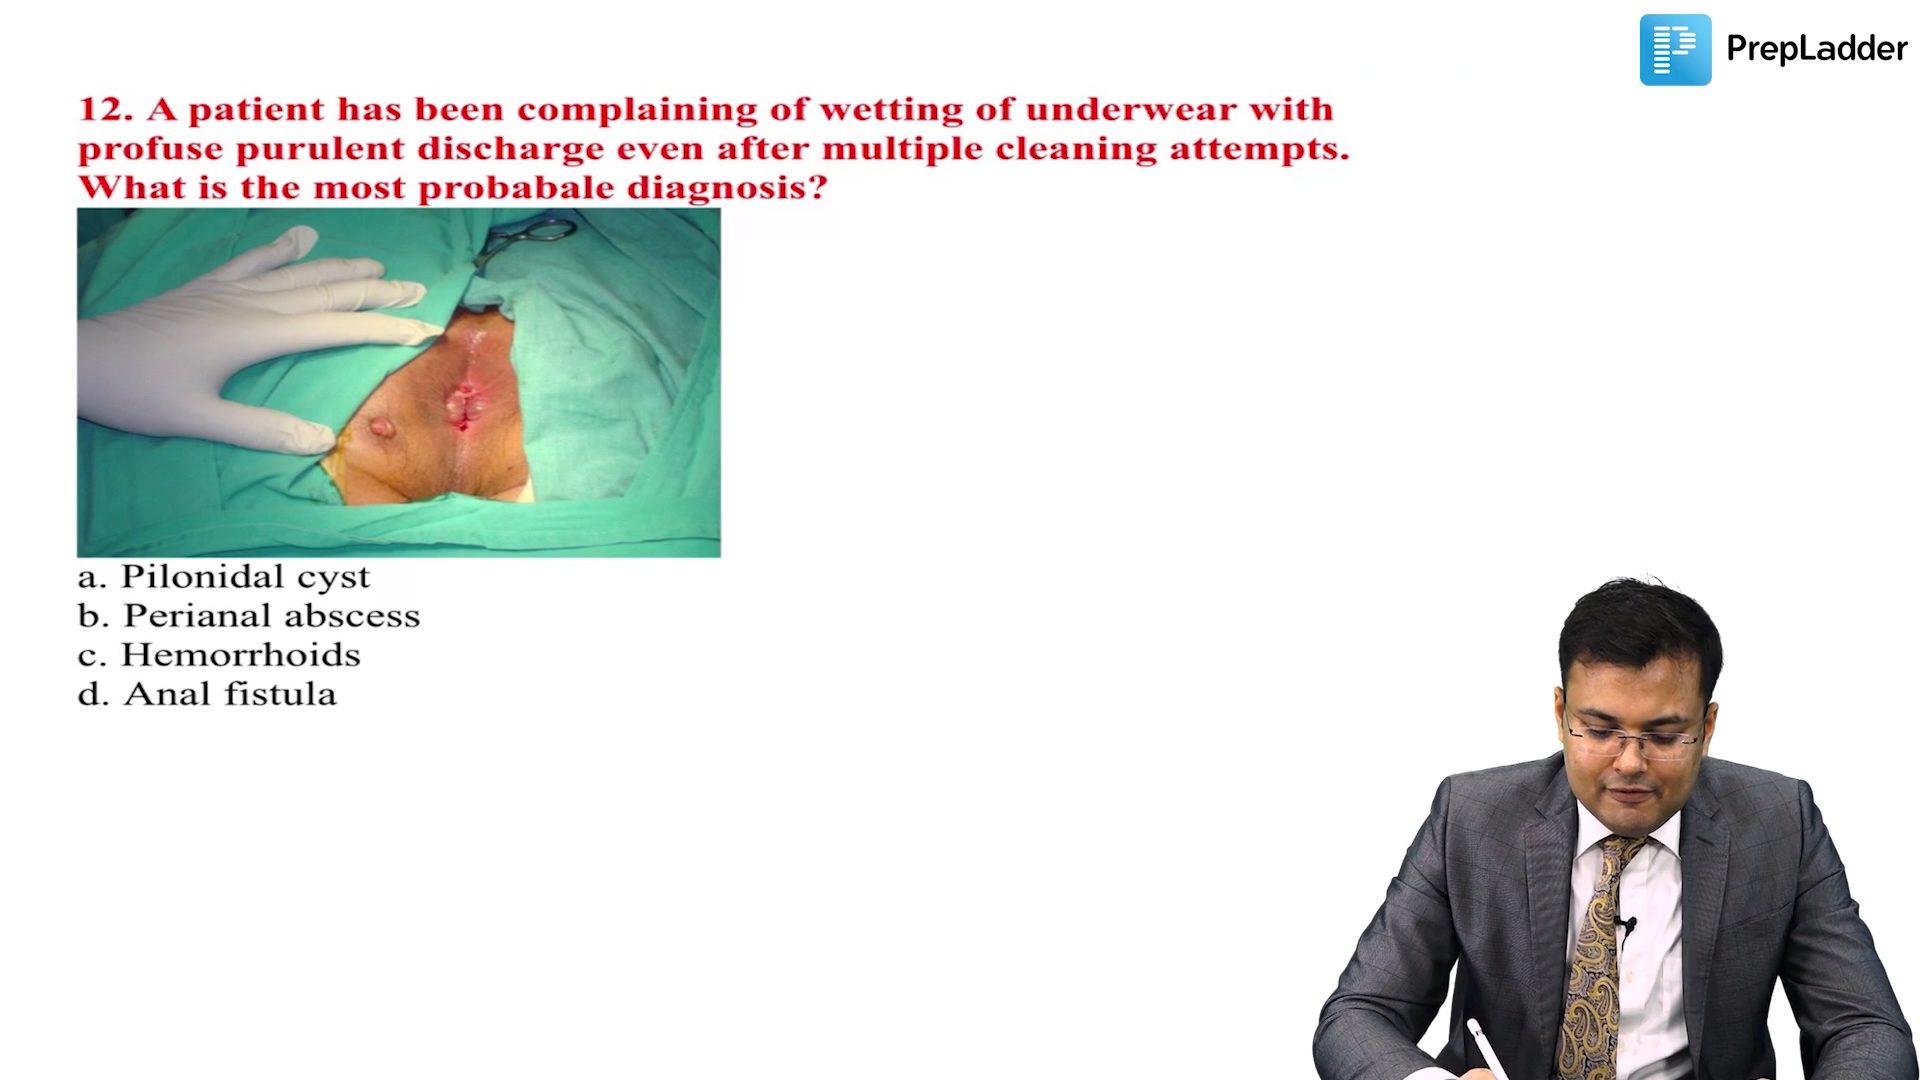 PrepLadder
12. A patient has been complaining of wetting of underwear with
profuse purulent discharge even after multiple cleaning attempts.
What is the most probabale diagnosis?
a. Pilonidal cyst
b. Perianal abscess
c. Hemorrhoids
d. Anal fistula